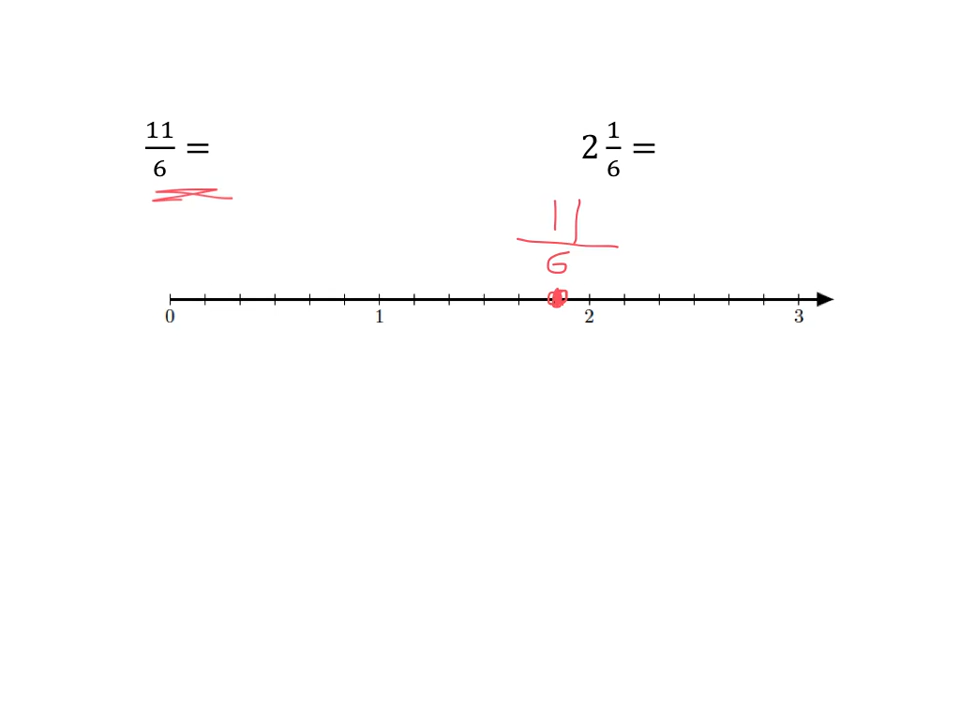 11/6 = 2 1/6 =
11
6
0 1 2 3